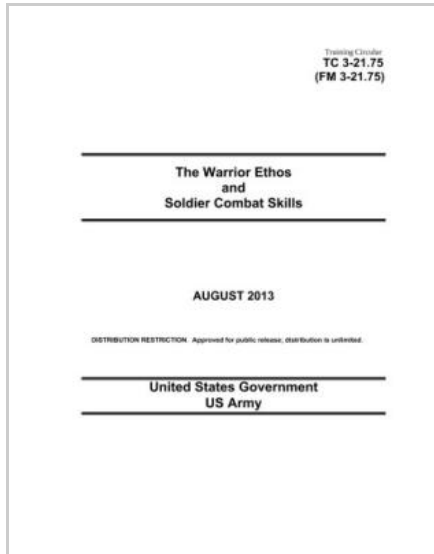 Training Circular
TC 3-21.75
(FM 3-21.75)
The Warrior Ethos
and
Soldier Combat Skills
AUGUST 2013
DISTRIBUTION RESTRICTION. Approved for public release; distribution is unlimited.
United States Government
US Army